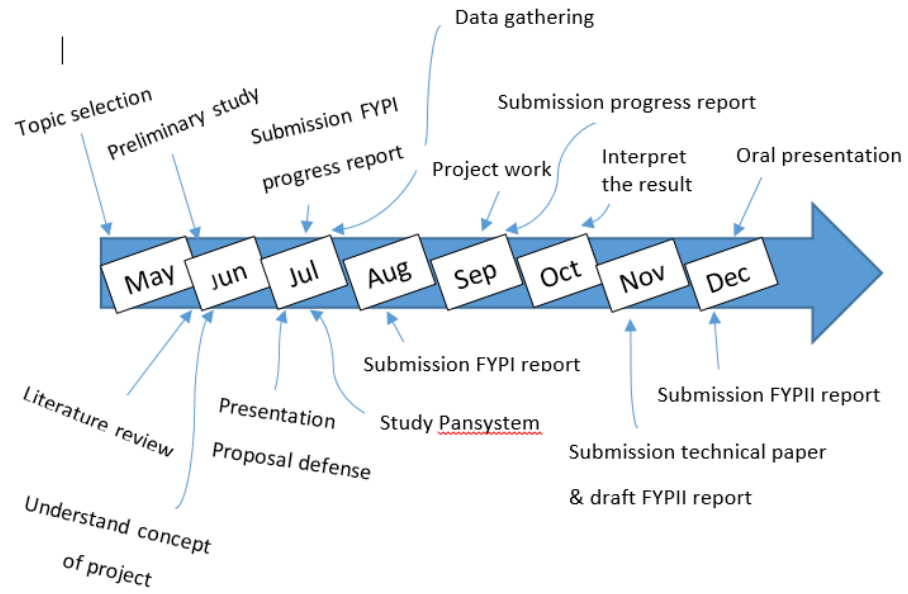 Data gathering
Topic selection
Preliminary study
Submission FYPI
progress report
Submission progress report
Project work
Interpret
the result
Oral presentation
May
Jun
Jul
Aug
Sep
Oct
Nov
Dec
Literature review
Understand concept
of project
Presentation
Proposal defense
Submission FYPI report
Study Pansystem
Submission FYPII report
Submission technical paper
& draft FYPII report